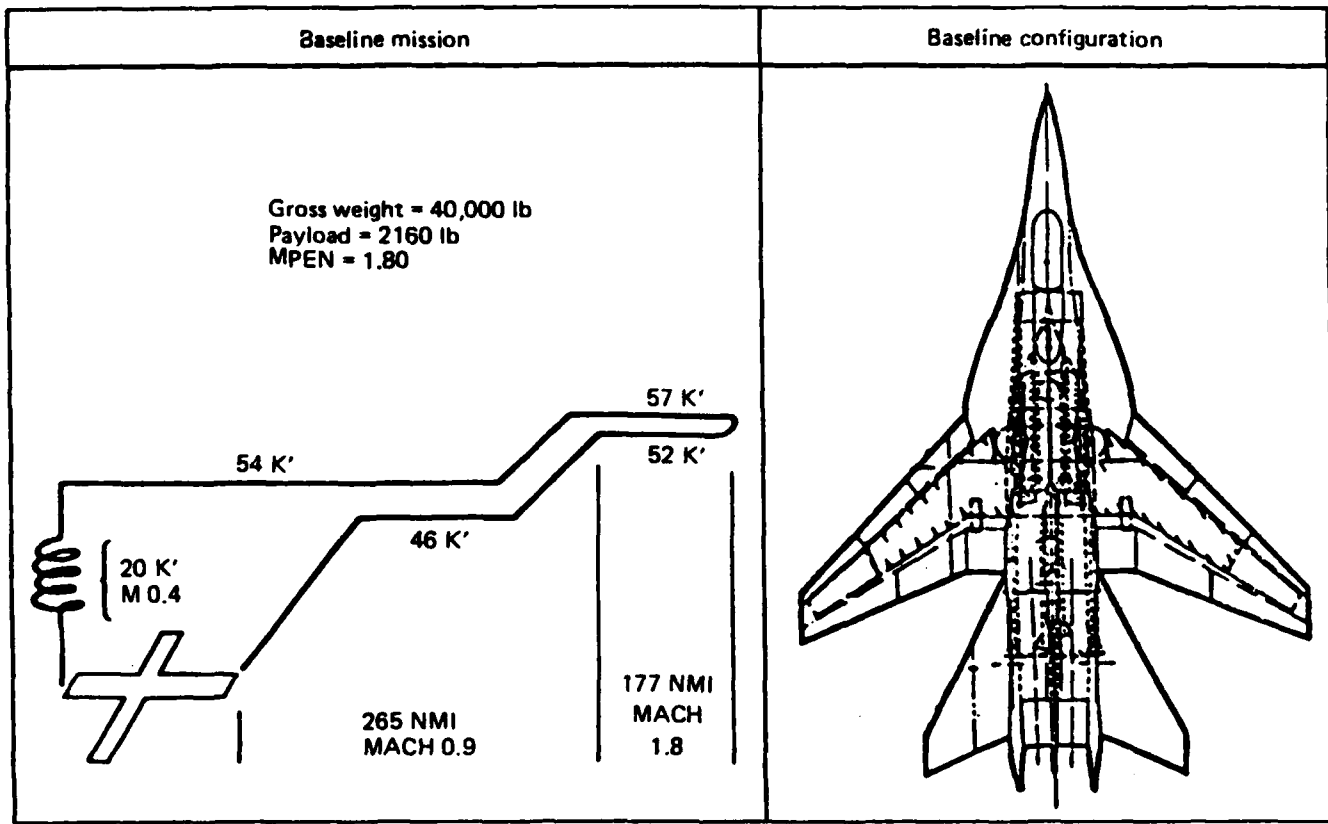 Baseline mission
Baseline configuration
Gross weight = 40,000 lb
Payload = 2160 lb
MPEN = 1.80
57 K′
52 K′
54 K′
46 K′
20 K′
M 0.4
265 NMI
MACH 0.9
177 NMI
MACH
1.8